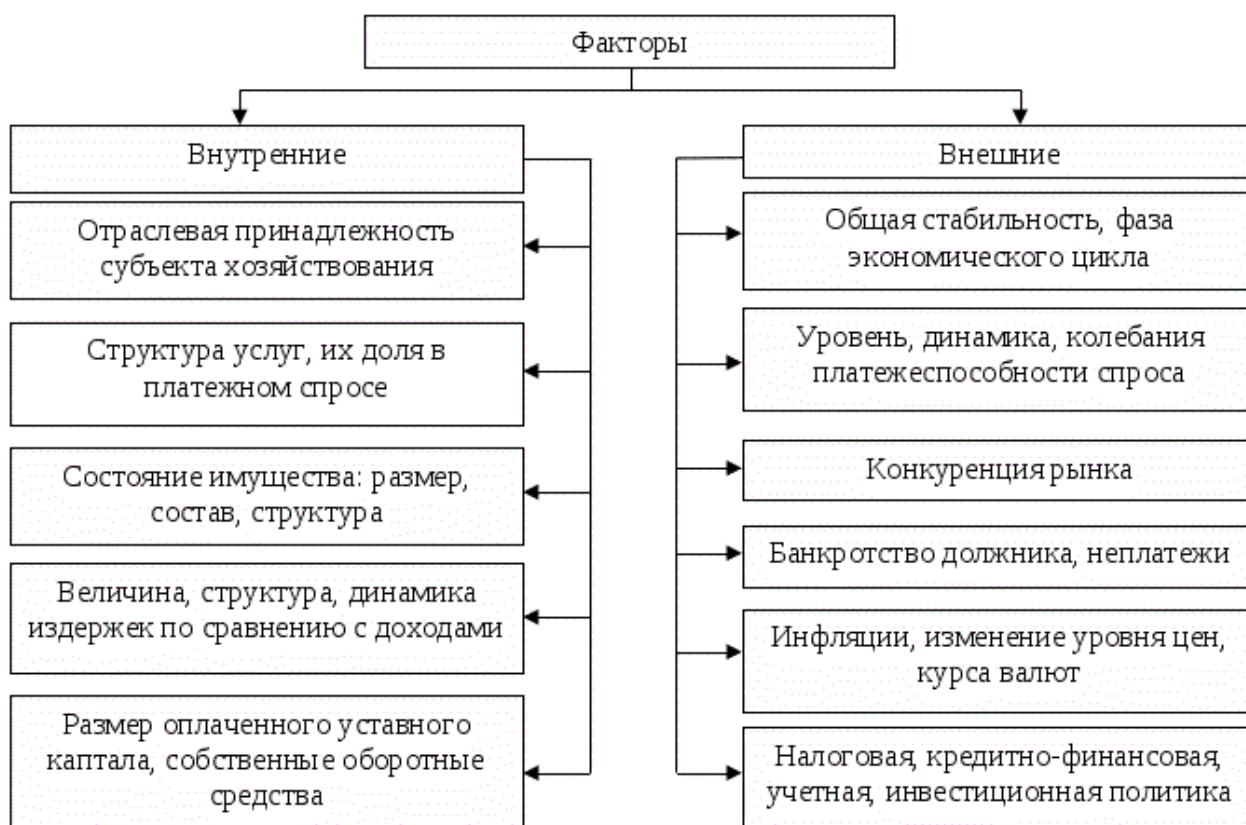 Факторы
Внутренние
Отраслевая принадлежность
субъекта хозяйствования
Структура услуг, их доля в
платежном спросе
Состояние имущества: размер,
состав, структура
Величина, структура, динамика
издержек по сравнению с доходами
Размер оплаченного уставного
каптала, собственные оборотные
средства
Внешние
Общая стабильность, фаза
экономического цикла
Уровень, динамика, колебания
платежеспособности спроса
Конкуренция рынка
Банкротство должника, неплатежи
Инфляции, изменение уровня цен,
курса валют
Налоговая, кредитно-финансовая,
учетная, инвестиционная политика